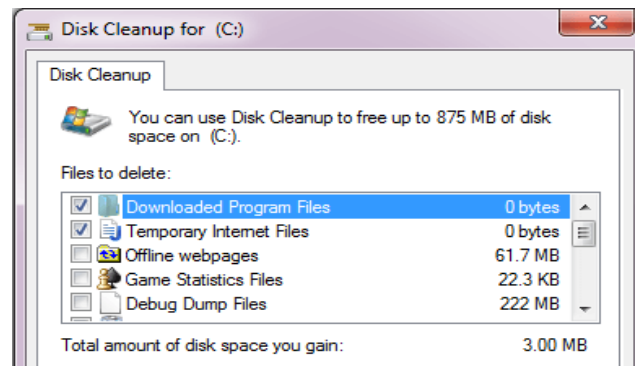 Disk Cleanup for (C:)
Disk Cleanup
You can use Disk Cleanup to free up to 875 MB of disk
space on (C:).
Files to delete:
Downloaded Program Files 0 bytes
Temporary Internet Files 0 bytes
Offline webpages 61.7 MB
Game Statistics Files 22.3 KB
Debug Dump Files 222 MB
Total amount of disk space you gain: 3.00 MB